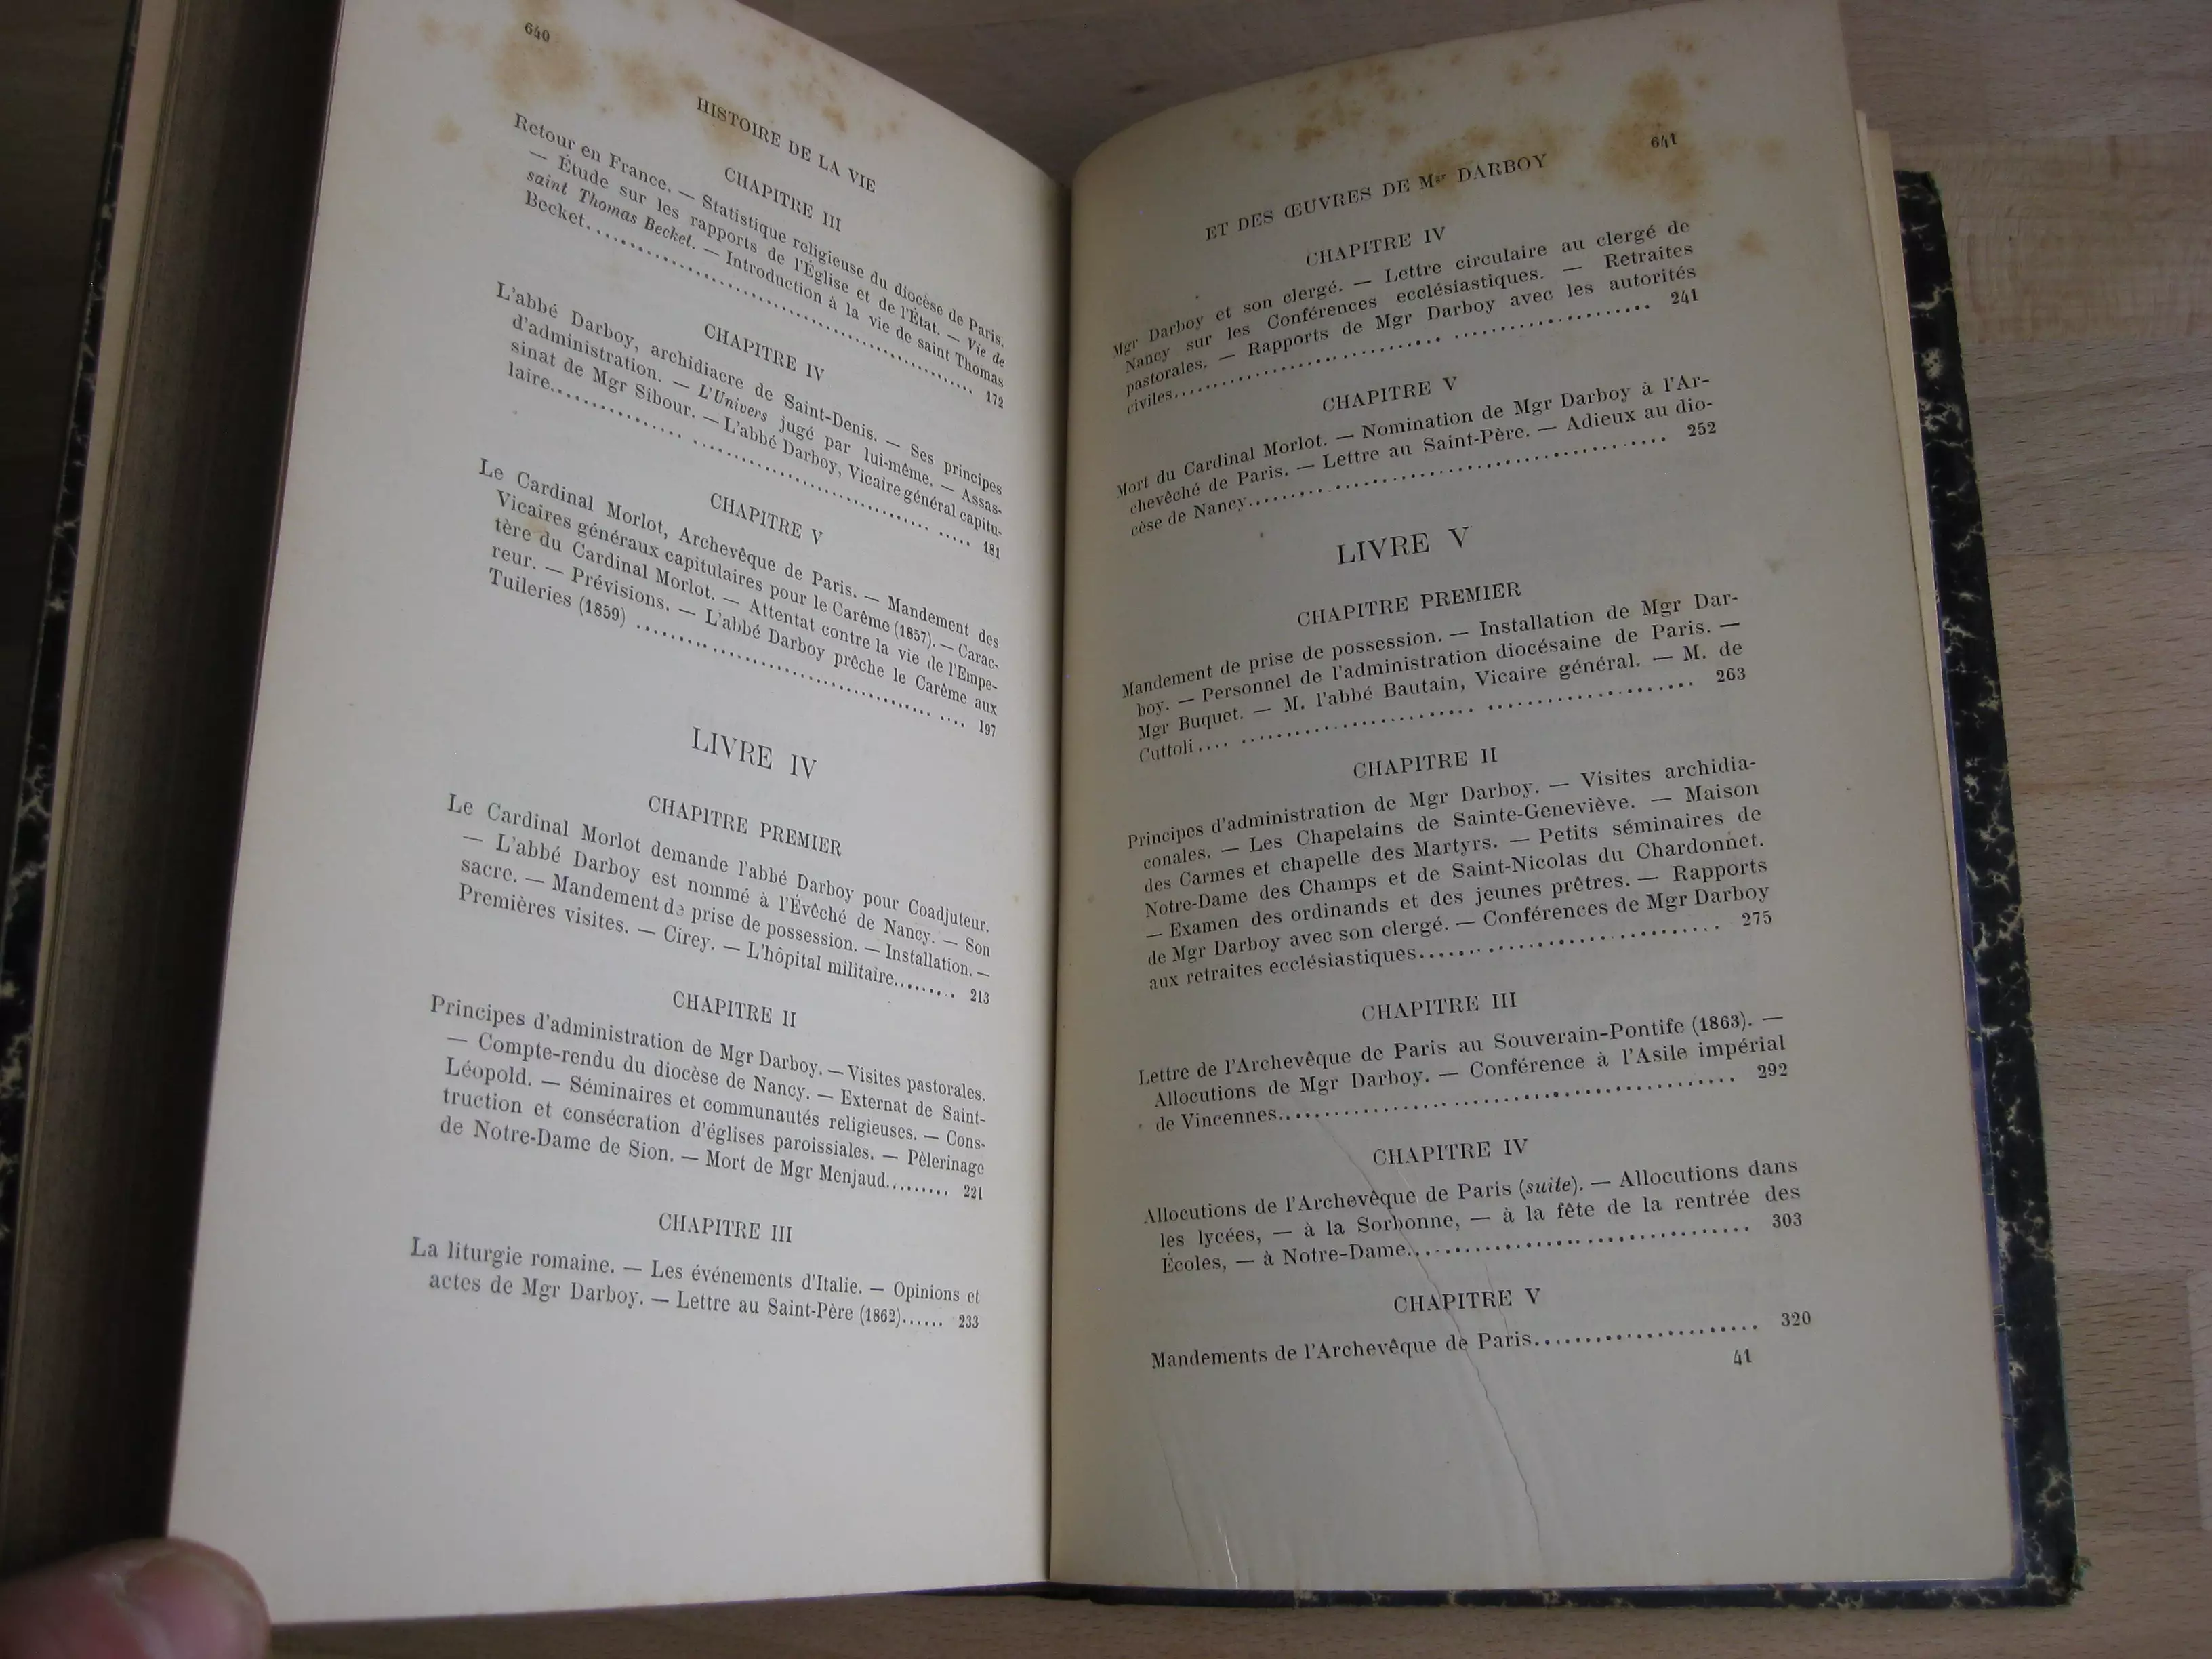 640
HISTOIRE DE LA VIE
CHAPITRE III
Retour en France. — Statistique religieuse du diocèse de Paris.
— Étude sur les rapports de l'Église et de l'État. — Vie de
saint Thomas Becket. — Introduction à la vie de saint Thomas
Becket........................................ 172
CHAPITRE IV
L'abbé Darboy, archidiacre de Saint-Denis. — Ses principes
d'administration. — L'Univers jugé par lui-même. — Assas-
sinat de Mgr Sibour. — L'abbé Darboy, Vicaire général capitu-
laire........................................ 181
CHAPITRE V
Le Cardinal Morlot, Archevêque de Paris. — Mandement des
Vicaires généraux capitulaires pour le Carême (1857). — Carac-
tère du Cardinal Morlot. — Attentat contre la vie de l'Empe-
reur. — Prévisions. — L'abbé Darboy prêche le Carême aux
Tuileries (1859) ........................................ 197
LIVRE IV
CHAPITRE PREMIER
Le Cardinal Morlot demande l'abbé Darboy pour Coadjuteur.
— L'abbé Darboy est nommé à l'Évêché de Nancy. — Son
sacre. — Mandement de prise de possession. — Installation. —
Premières visites. — Cirey. — L'hôpital militaire......... 213
CHAPITRE II
Principes d'administration de Mgr Darboy. — Visites pastorales.
— Compte-rendu du diocèse de Nancy. — Externat de Saint-
Léopold. — Séminaires et communautés religieuses. — Cons-
truction et consécration d'églises paroissiales. — Pèlerinage
de Notre-Dame de Sion. — Mort de Mgr Menjaud......... 221
CHAPITRE III
La liturgie romaine. — Les événements d'Italie. — Opinions et
actes de Mgr Darboy. — Lettre au Saint-Père (1862)...... 233
641
ET DES ŒUVRES DE Mgr DARBOY
CHAPITRE IV
Mgr Darboy et son clergé. — Lettre circulaire au clergé de
Nancy sur les Conférences ecclésiastiques. — Retraites
pastorales. — Rapports de Mgr Darboy avec les autorités
civiles........................................ 241
CHAPITRE V
Mort du Cardinal Morlot. — Nomination de Mgr Darboy à l'Ar-
chevêché de Paris. — Lettre au Saint-Père. — Adieux au dio-
cèse de Nancy........................................ 252
LIVRE V
CHAPITRE PREMIER
Mandement de prise de possession. — Installation de Mgr Dar-
boy. — Personnel de l'administration diocésaine de Paris. —
Mgr Buquet. — M. l'abbé Bautain, Vicaire général. — M. de
Cuttoli........................................ 263
CHAPITRE II
Principes d'administration de Mgr Darboy. — Visites archidia-
conales. — Les Chapelains de Sainte-Geneviève. — Maison
des Carmes et chapelle des Martyrs. — Petits séminaires de
Notre-Dame des Champs et de Saint-Nicolas du Chardonnet.
— Examen des ordinands et des jeunes prêtres. — Rapports
de Mgr Darboy avec son clergé. — Conférences de Mgr Darboy
aux retraites ecclésiastiques.............................. 275
CHAPITRE III
Lettre de l'Archevêque de Paris au Souverain-Pontife (1863). —
Allocutions de Mgr Darboy. — Conférence à l'Asile impérial
de Vincennes........................................ 292
CHAPITRE IV
Allocutions de l'Archevêque de Paris (suite). — Allocutions dans
les lycées, — à la Sorbonne, — à la fête de la rentrée des
Écoles, — à Notre-Dame.............................. 303
CHAPITRE V
Mandements de l'Archevêque de Paris...................... 320
41